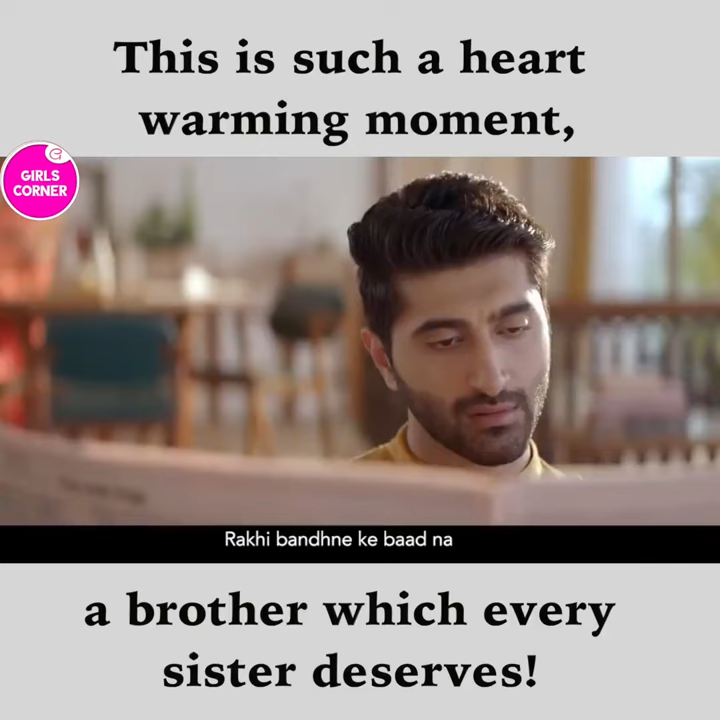 This is such a heart
warming moment,
GIRLS
CORNER
Rakhi bandhne ke baad na
a brother which every
sister deserves!